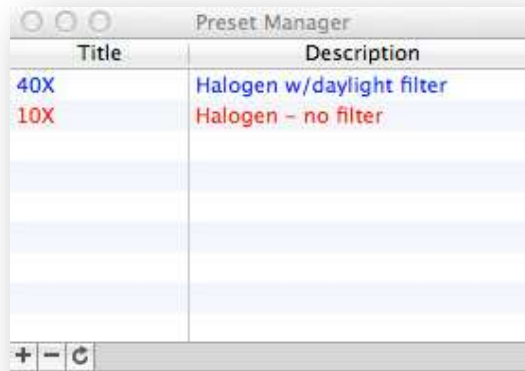 Preset Manager
Title Description
40X Halogen w/daylight filter
10X Halogen – no filter